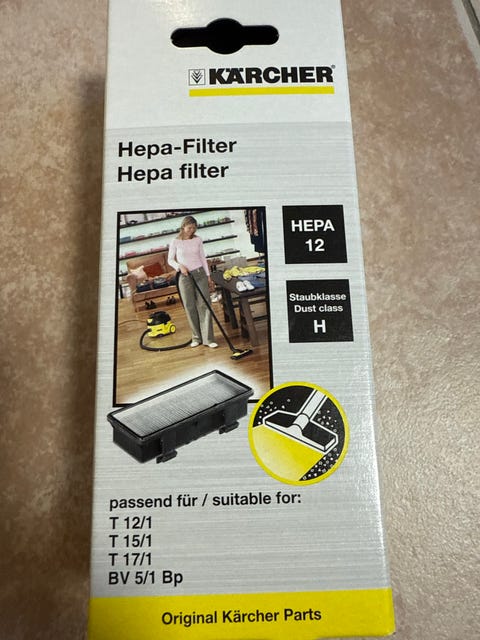 KÄRCHER
Hepa-Filter
Hepa filter
HEPA
12
Staubklasse
Dust class
H
passend für / suitable for:
T 12/1
T 15/1
T 17/1
BV 5/1 Bp
Original Kärcher Parts